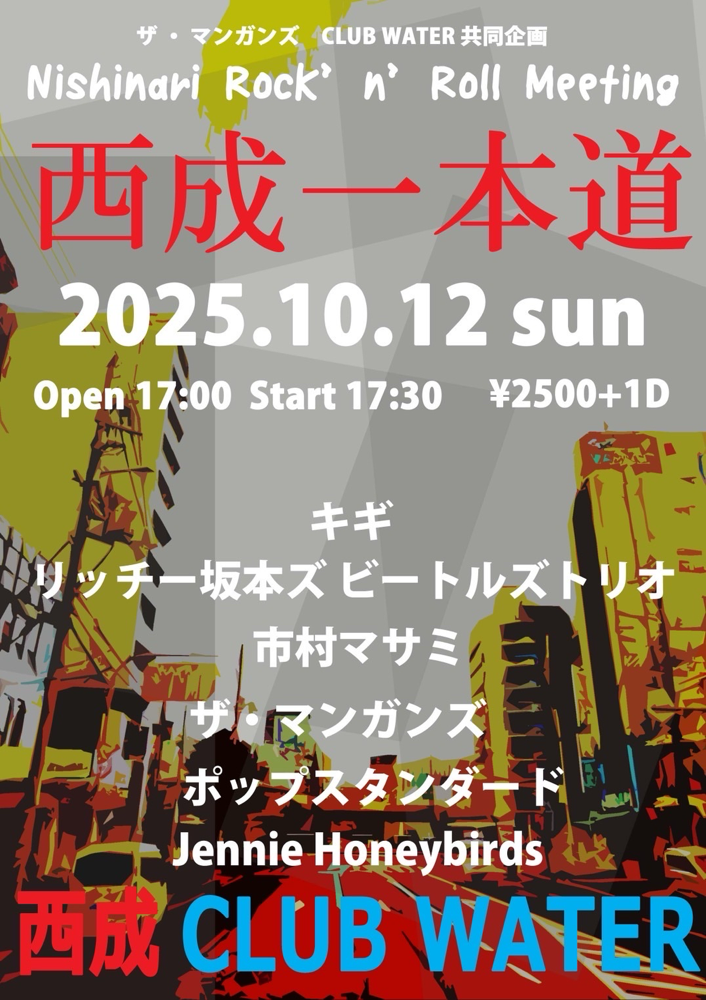 ザ・マンガンズ　CLUB WATER 共同企画
Nishinari Rock' n' Roll Meeting
西成一本道
2025.10.12 sun
Open 17:00 Start 17:30 ¥2500+1D
キギ
リッチー坂本ズ ビートルズトリオ
市村マサミ
ザ・マンガンズ
ポップスタンダード
Jennie Honeybirds
西成 CLUB WATER